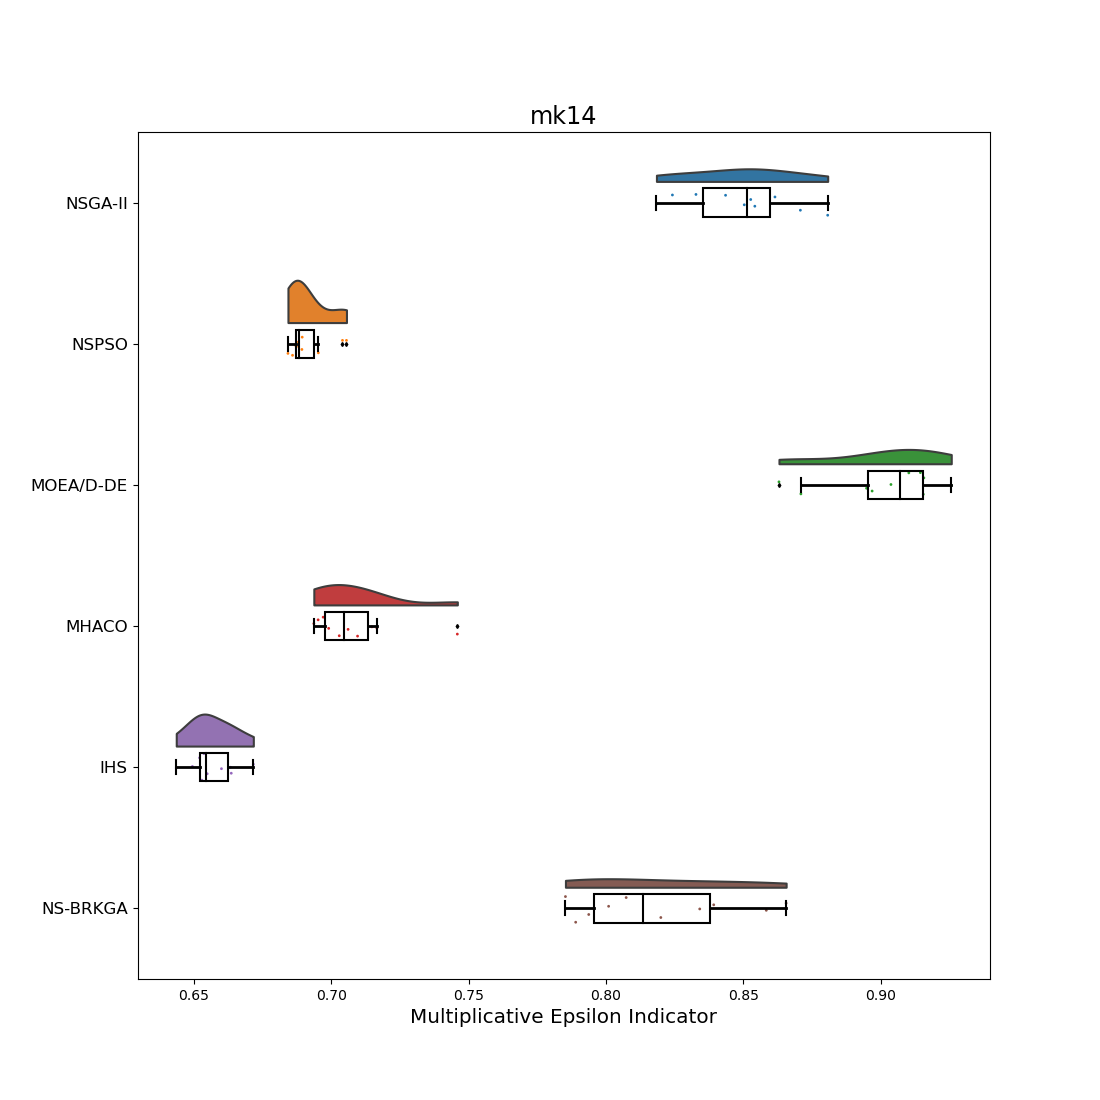 mk14
NSGA-II
NSPSO
MOEA/D-DE
MHACO
IHS
NS-BRKGA
0.65 0.70 0.75 0.80 0.85 0.90
Multiplicative Epsilon Indicator